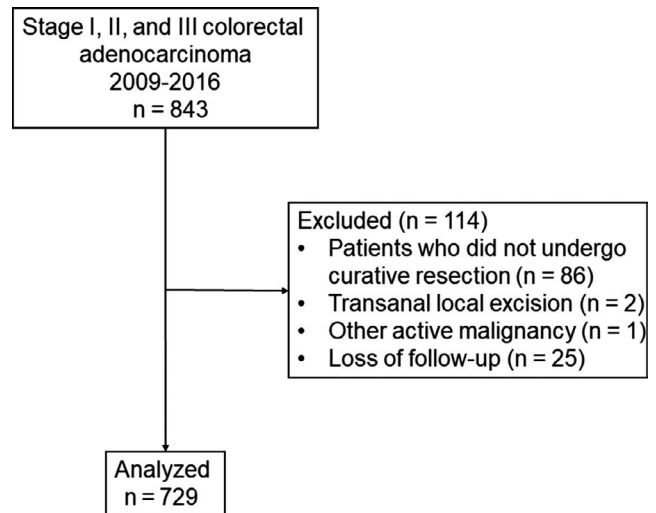 Stage I, II, and III colorectal
adenocarcinoma
2009-2016
n = 843
Excluded (n = 114)
• Patients who did not undergo
curative resection (n = 86)
• Transanal local excision (n = 2)
• Other active malignancy (n = 1)
• Loss of follow-up (n = 25)
Analyzed
n = 729